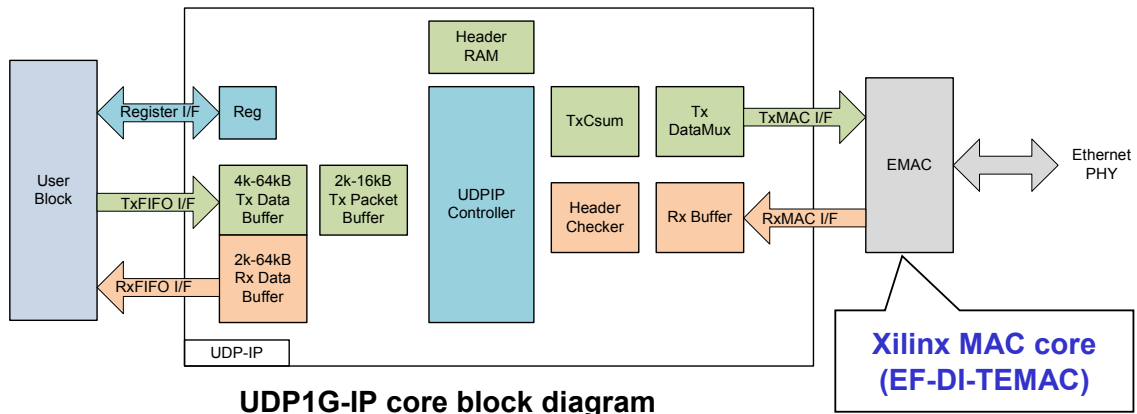 Header
RAM
Register I/F
Reg
TxCsum
Tx
DataMux
TxMAC I/F
User
Block
EMAC
Ethernet
PHY
TxFIFO I/F
4k-64kB
Tx Data
Buffer
2k-16kB
Tx Packet
Buffer
UDPIP
Controller
Header
Checker
Rx Buffer
RxMAC I/F
RxFIFO I/F
2k-64kB
Rx Data
Buffer
UDP-IP
Xilinx MAC core
(EF-DI-TEMAC)
UDP1G-IP core block diagram